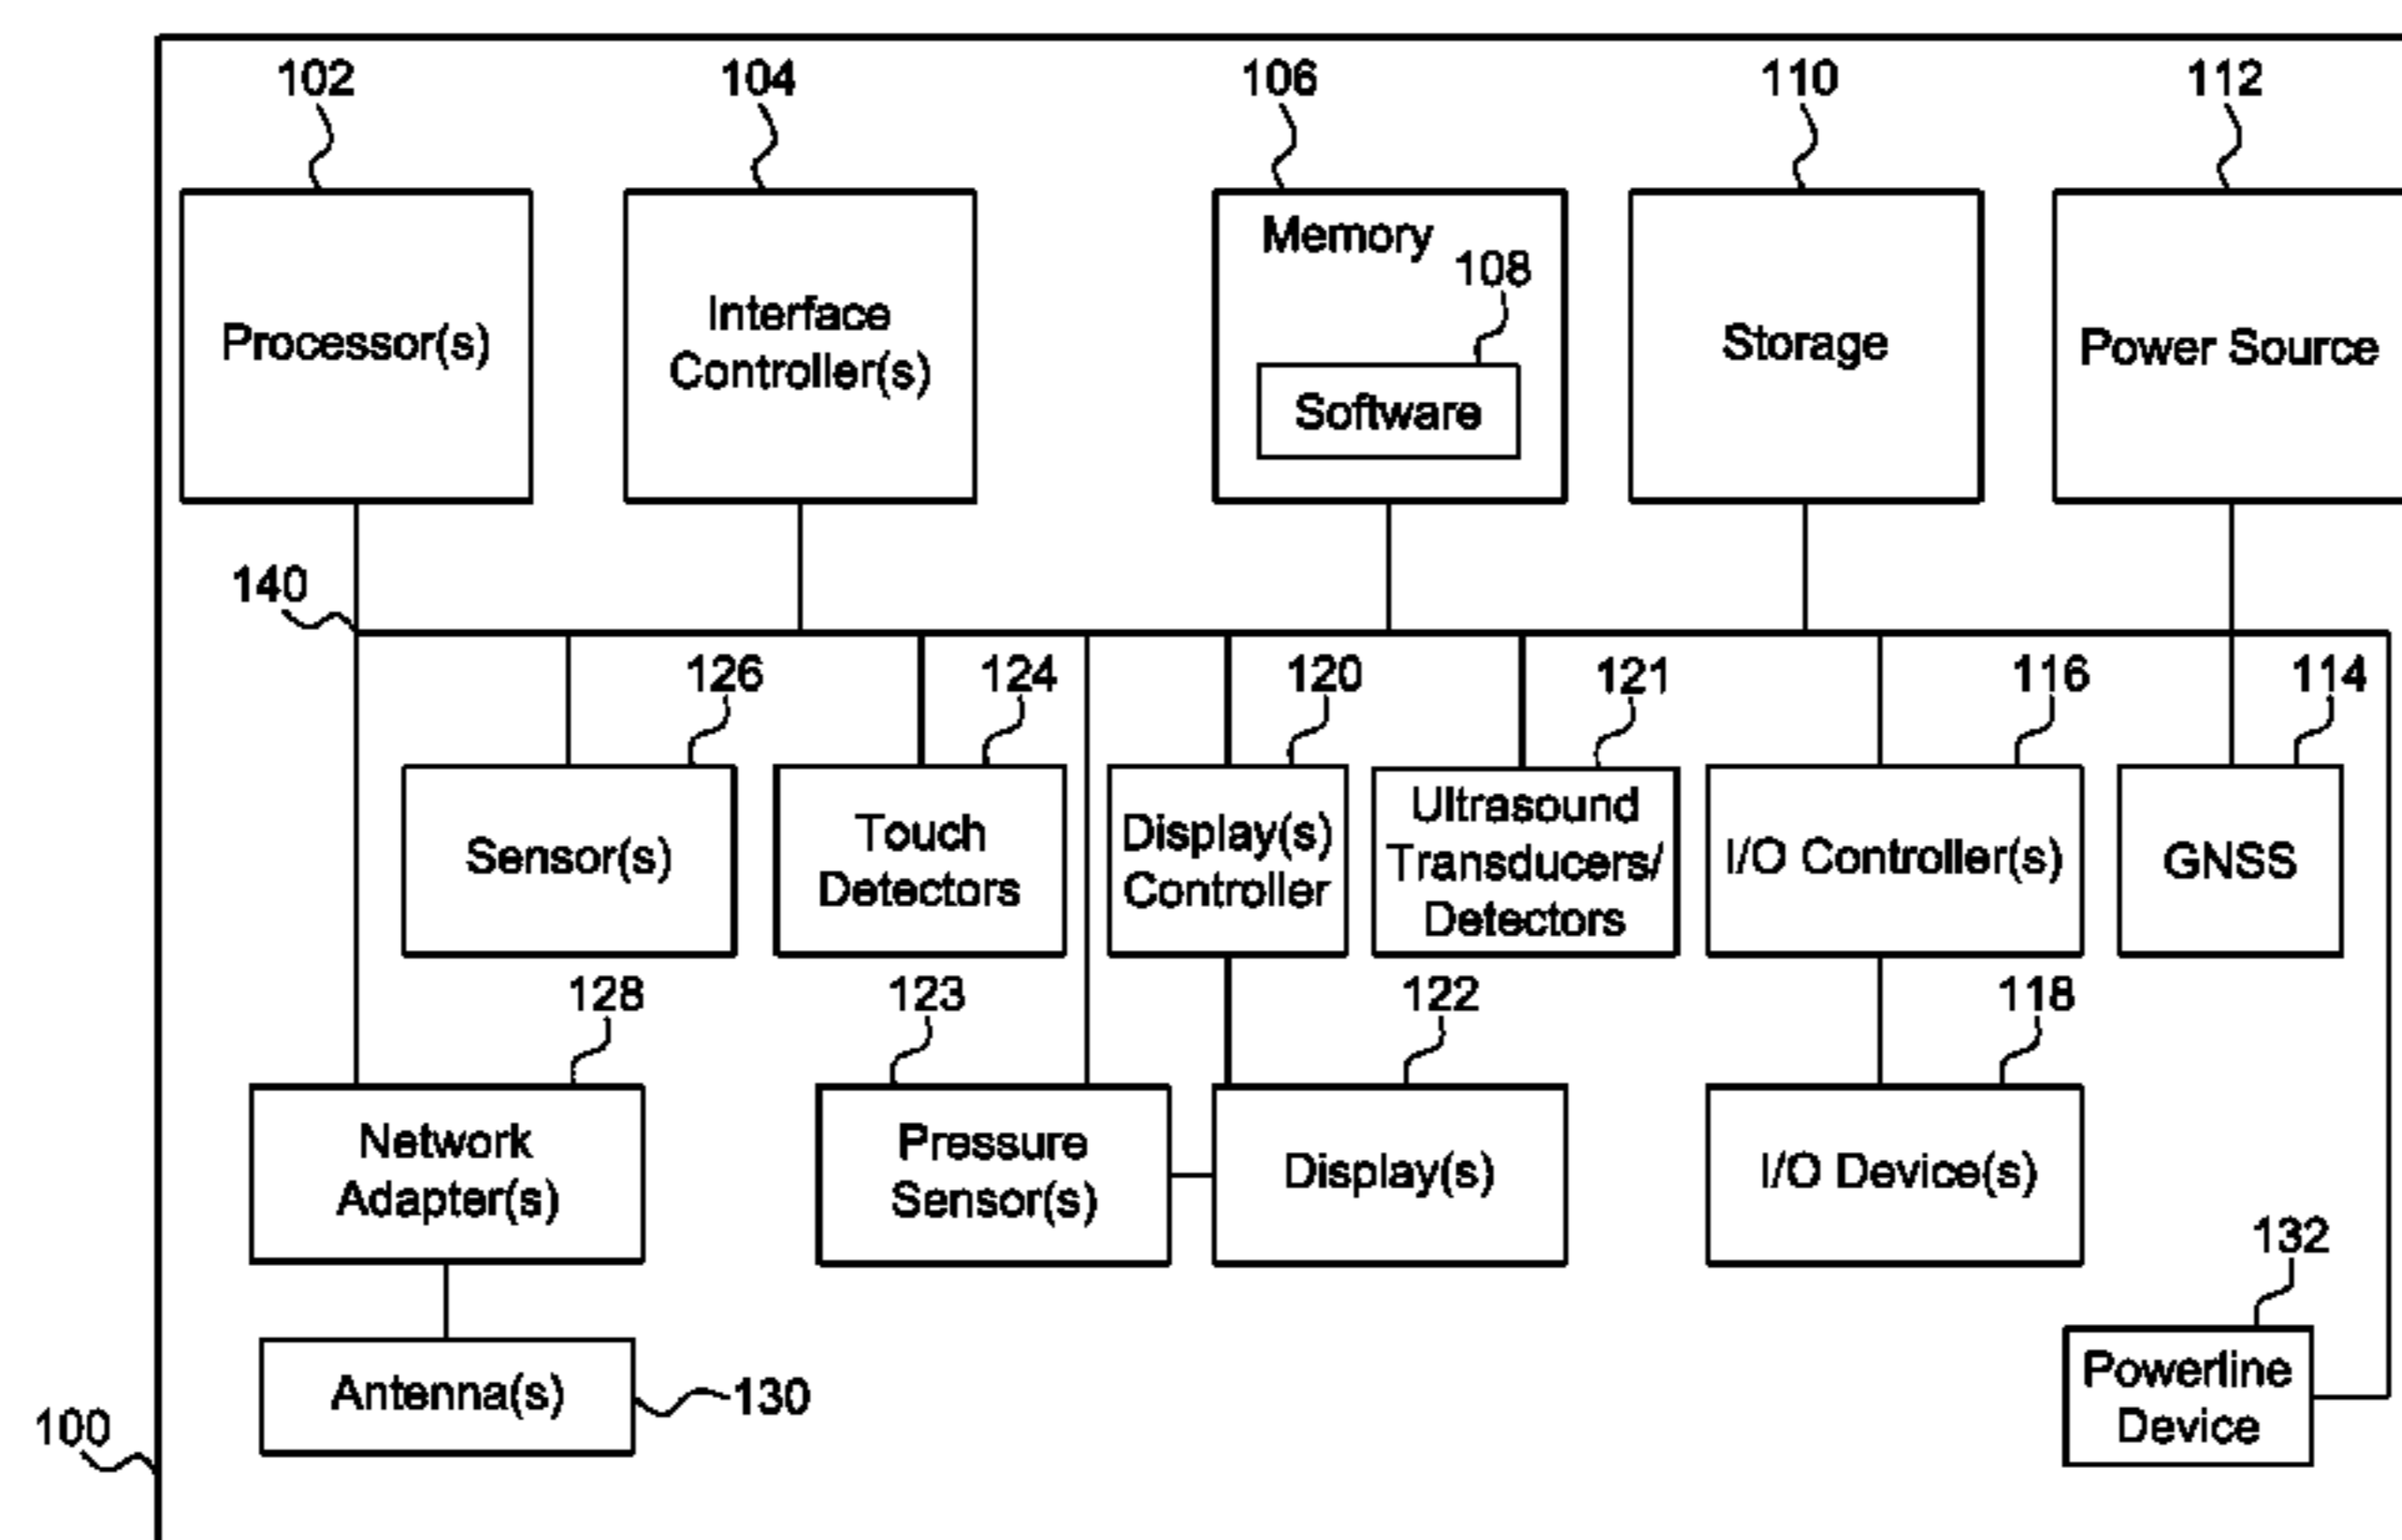 102
104
106
110
112
Processor(s)
Interface
Controller(s)
Memory
108
Software
Storage
Power Source
140
126
124
120
121
116
114
Sensor(s)
Touch
Detectors
Display(s)
Controller
Ultrasound
Transducers/
Detectors
I/O Controller(s)
GNSS
128
123
122
118
Network
Adapter(s)
Pressure
Sensor(s)
Display(s)
I/O Device(s)
132
Antenna(s)
130
Powerline
Device
100